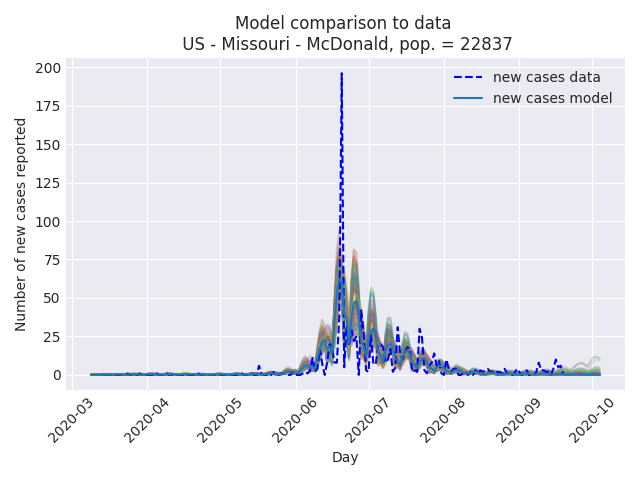 Model comparison to data
US - Missouri - McDonald, pop. = 22837
new cases data
new cases model
Number of new cases reported
200
175
150
125
100
75
50
25
0
2020-03
2020-04
2020-05
2020-06
2020-07
2020-08
2020-09
2020-10
Day